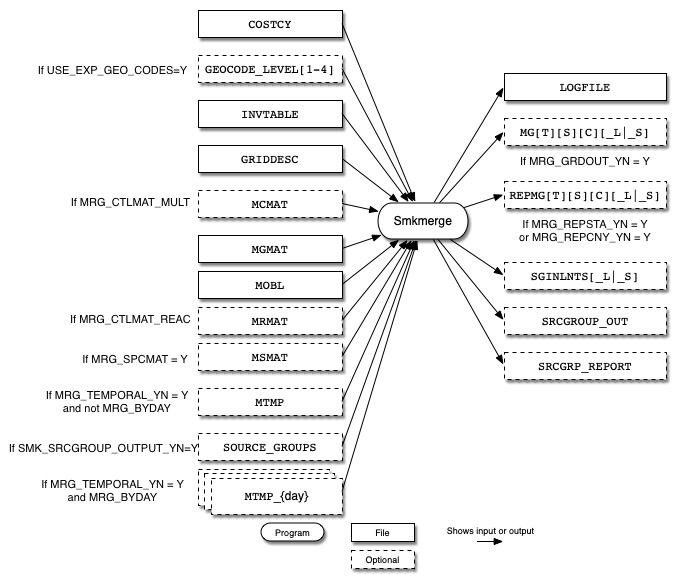 COSTCY
If USE_EXP_GEO_CODES=Y
GEOCODE_LEVEL[1-4]
INVTABLE
GRIDDESC
If MRG_CTLMAT_MULT
MCMAT
MGMAT
MOBL
If MRG_CTLMAT_REAC
MRMAT
If MRG_SPCMAT = Y
MSMAT
If MRG_TEMPORAL_YN = Y
and not MRG_BYDAY
MTMP
If SMK_SRCGROUP_OUTPUT_YN=Y
SOURCE_GROUPS
If MRG_TEMPORAL_YN = Y
and MRG_BYDAY
MTMP_{day}
Smkmerge
LOGFILE
MG[T][S][C][_L|_S]
If MRG_GRDOUT_YN = Y
REPMG[T][S][C][_L|_S]
If MRG_REPSTA_YN = Y
or MRG_REPCNY_YN = Y
SGINLNTS[_L|_S]
SRCGROUP_OUT
SRCGRP_REPORT
Program
File
Optional
Shows input or output